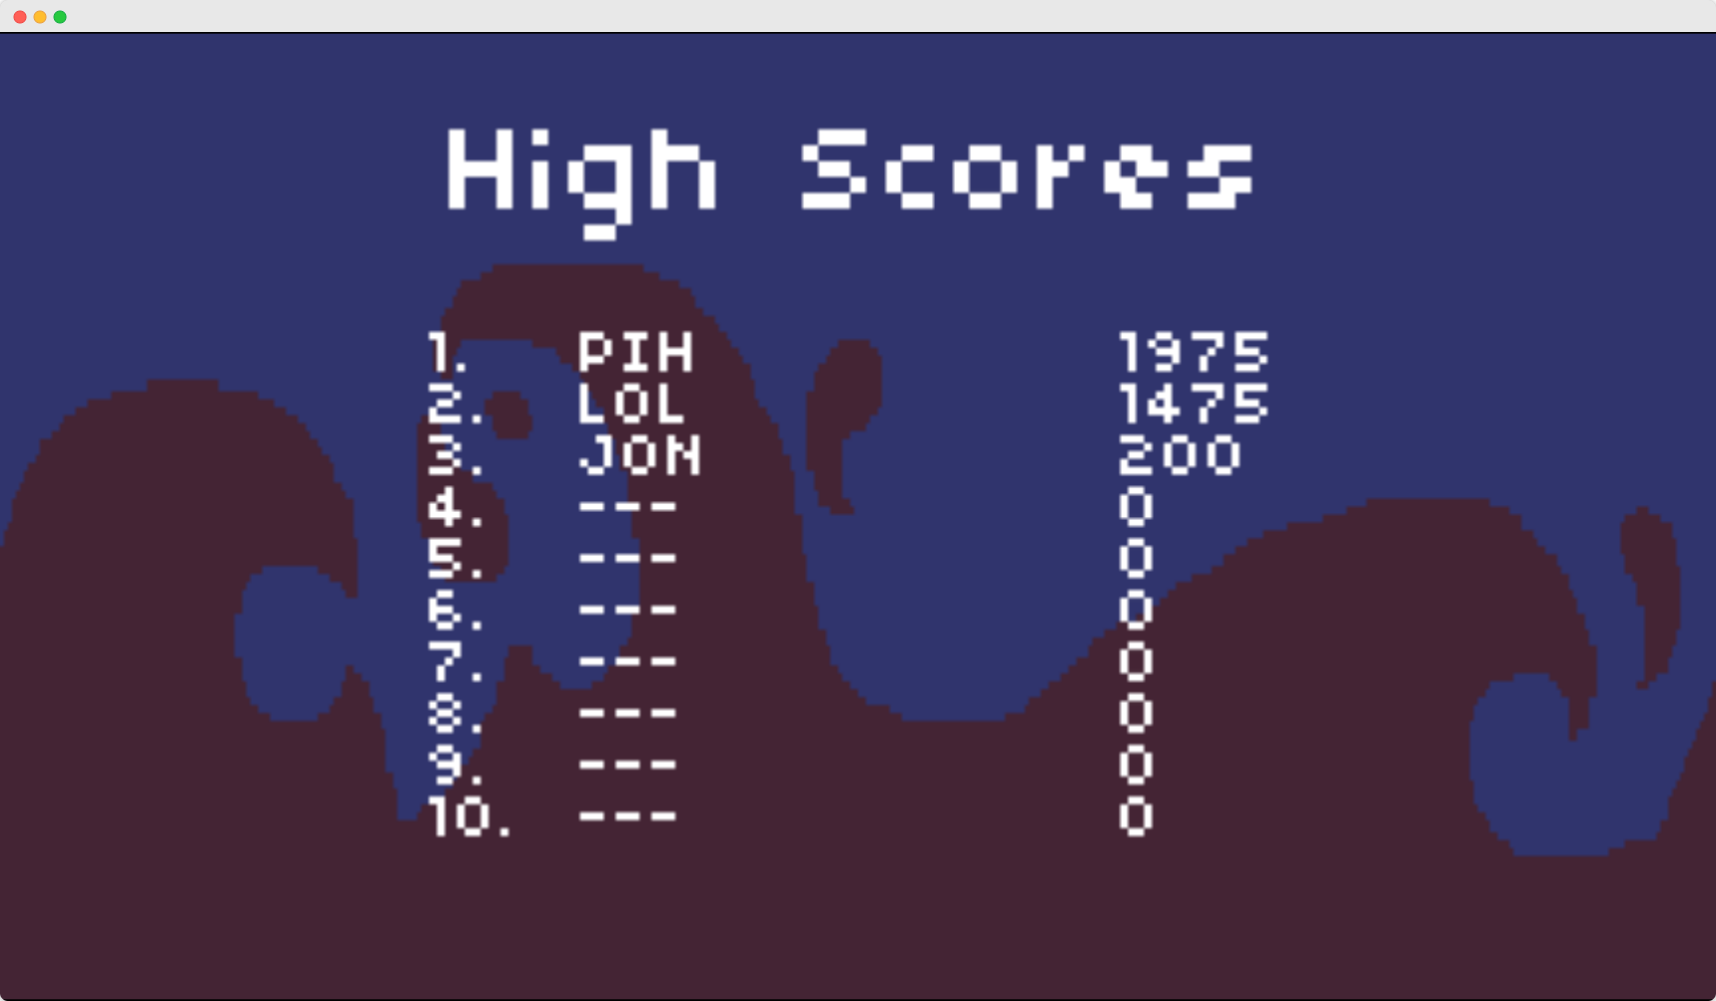 High Scores
1. PIH 1975
2. LOL 1475
3. JON 200
4. --- 0
5. --- 0
6. --- 0
7. --- 0
8. --- 0
9. --- 0
10. --- 0